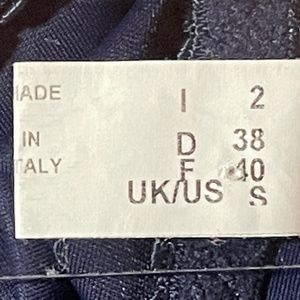 MADE I 2
IN D 38
ITALY F 40
UK/US S